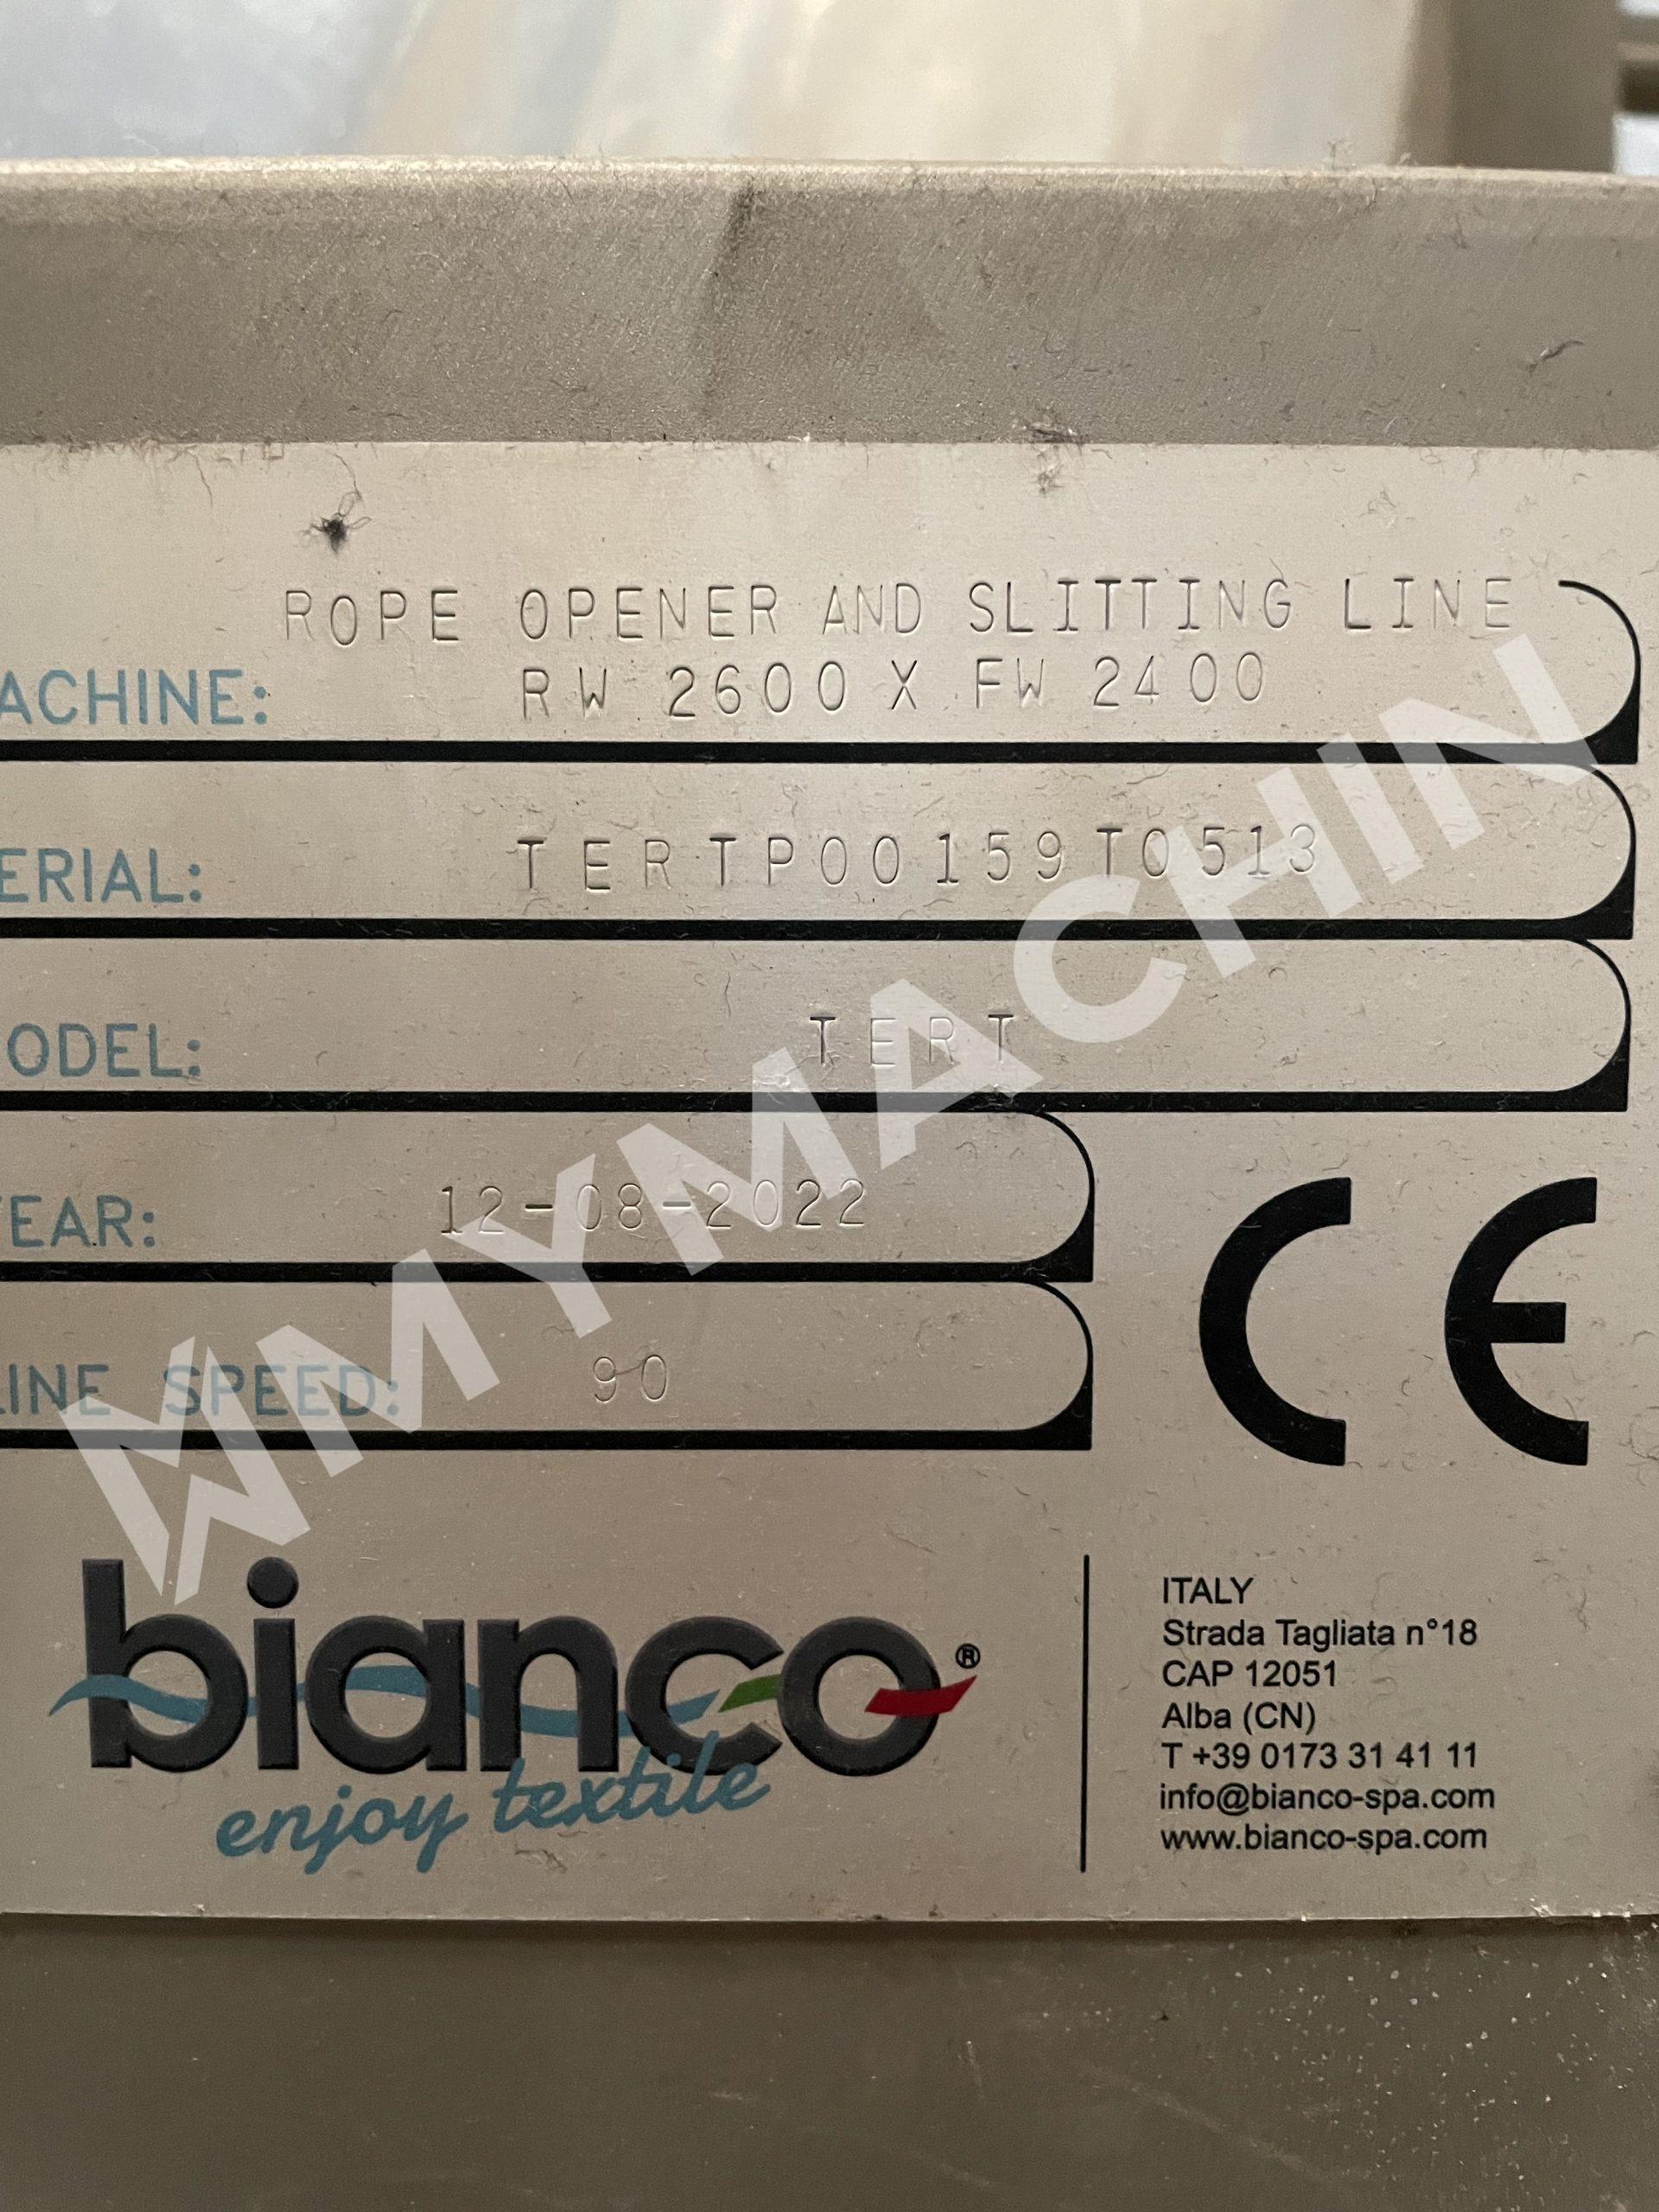 ROPE OPENER AND SLITTING LINE
ACHINE: RW 2600 X FW 2400
ERIAL: TERTP00159T0513
ODEL: TERT
EAR: 12-08-2022
LINE SPEED: 90
MYMACHIN
CE
bianco®
enjoy textile
ITALY
Strada Tagliata n°18
CAP 12051
Alba (CN)
T +39 0173 31 41 11
info@bianco-spa.com
www.bianco-spa.com